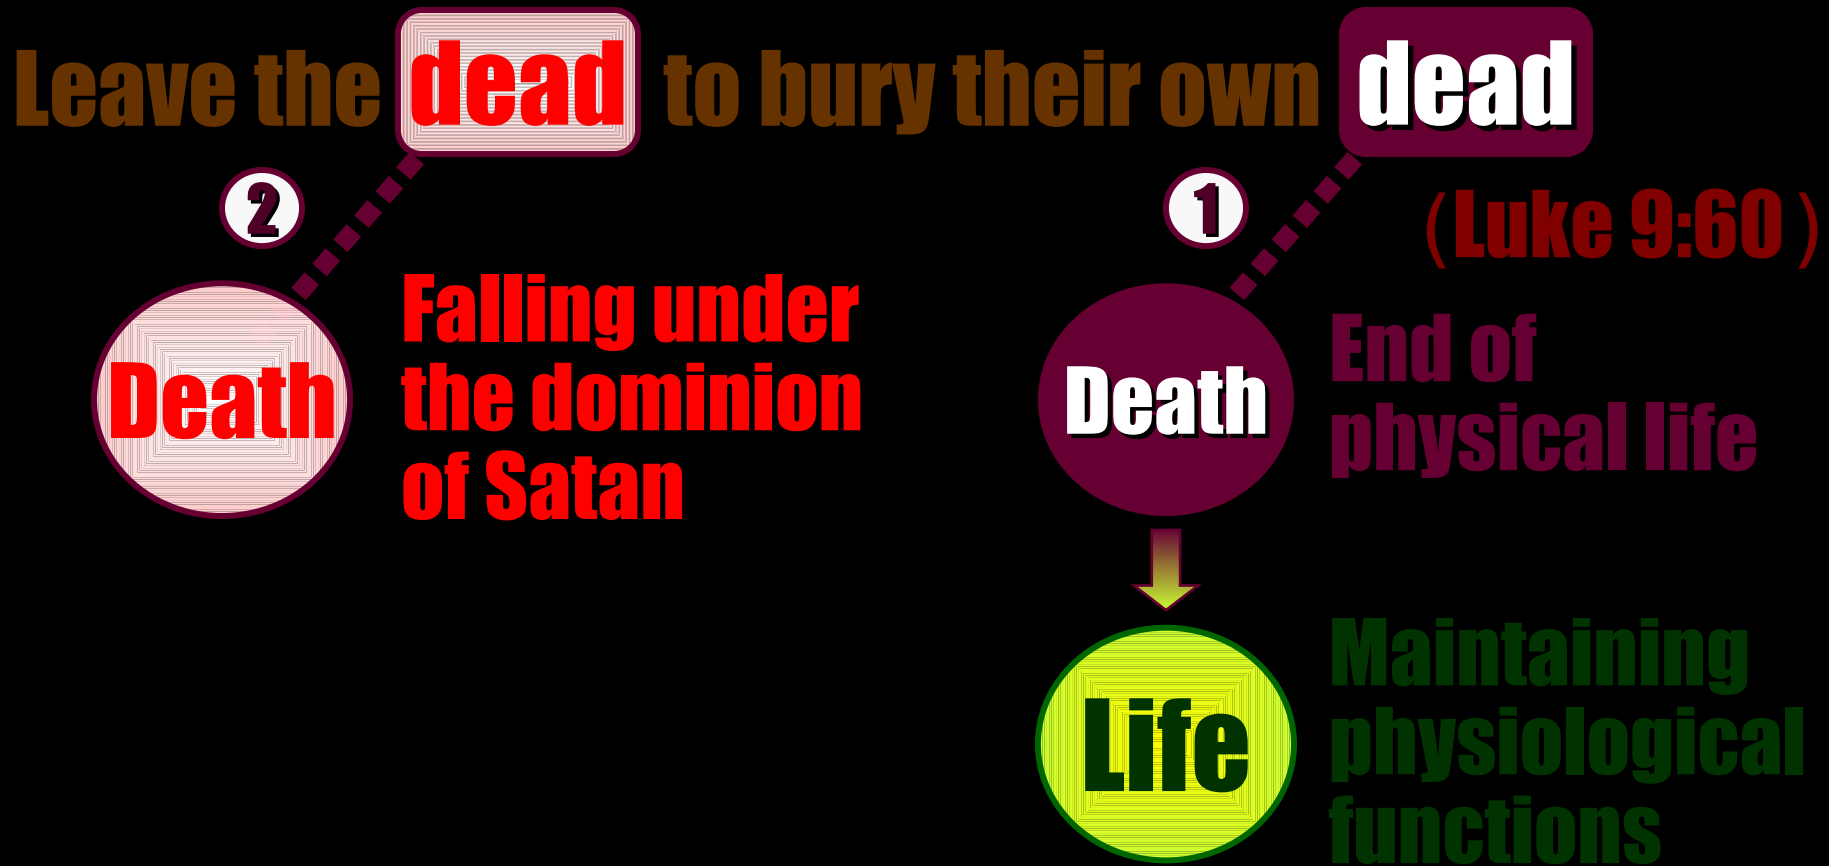 Leave the dead to bury their own dead
2
1
(Luke 9:60)
Falling under
the dominion
of Satan
Death
End of
physical life
Death
Life
Maintaining
physiological
functions